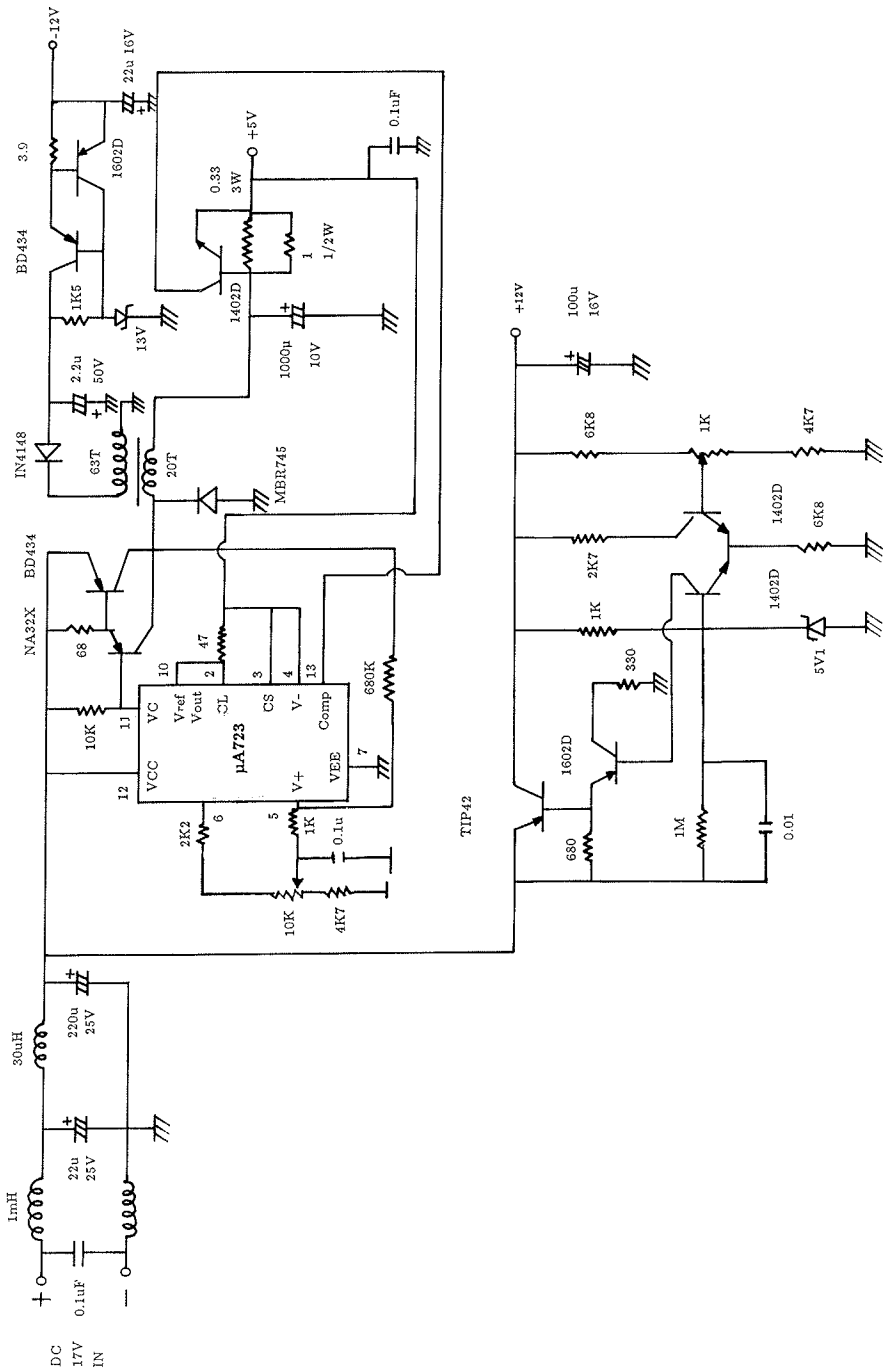 DC
17V
IN
+
−
0.1uF
1mH
22u
25V
30uH
220u
25V
+
+
12
11
10
2
3
4
13
6
5
7
VCC
VC
Vref
Vout
CL
CS
V-
Comp
µA723
V+
VEE
10K
68
NA32X
BD434
47
680K
2K2
1K
0.1u
10K
4K7
IN4148
63T
20T
MBR745
2.2u
50V
+
1K5
13V
BD434
3.9
1602D
22u 16V
+
-12V
1402D
0.33
3W
1
1/2W
+5V
0.1uF
1000µ
10V
+
TIP42
680
1602D
330
1M
0.01
1K
5V1
2K7
1402D
1402D
6K8
6K8
1K
4K7
100u
16V
+
+12V